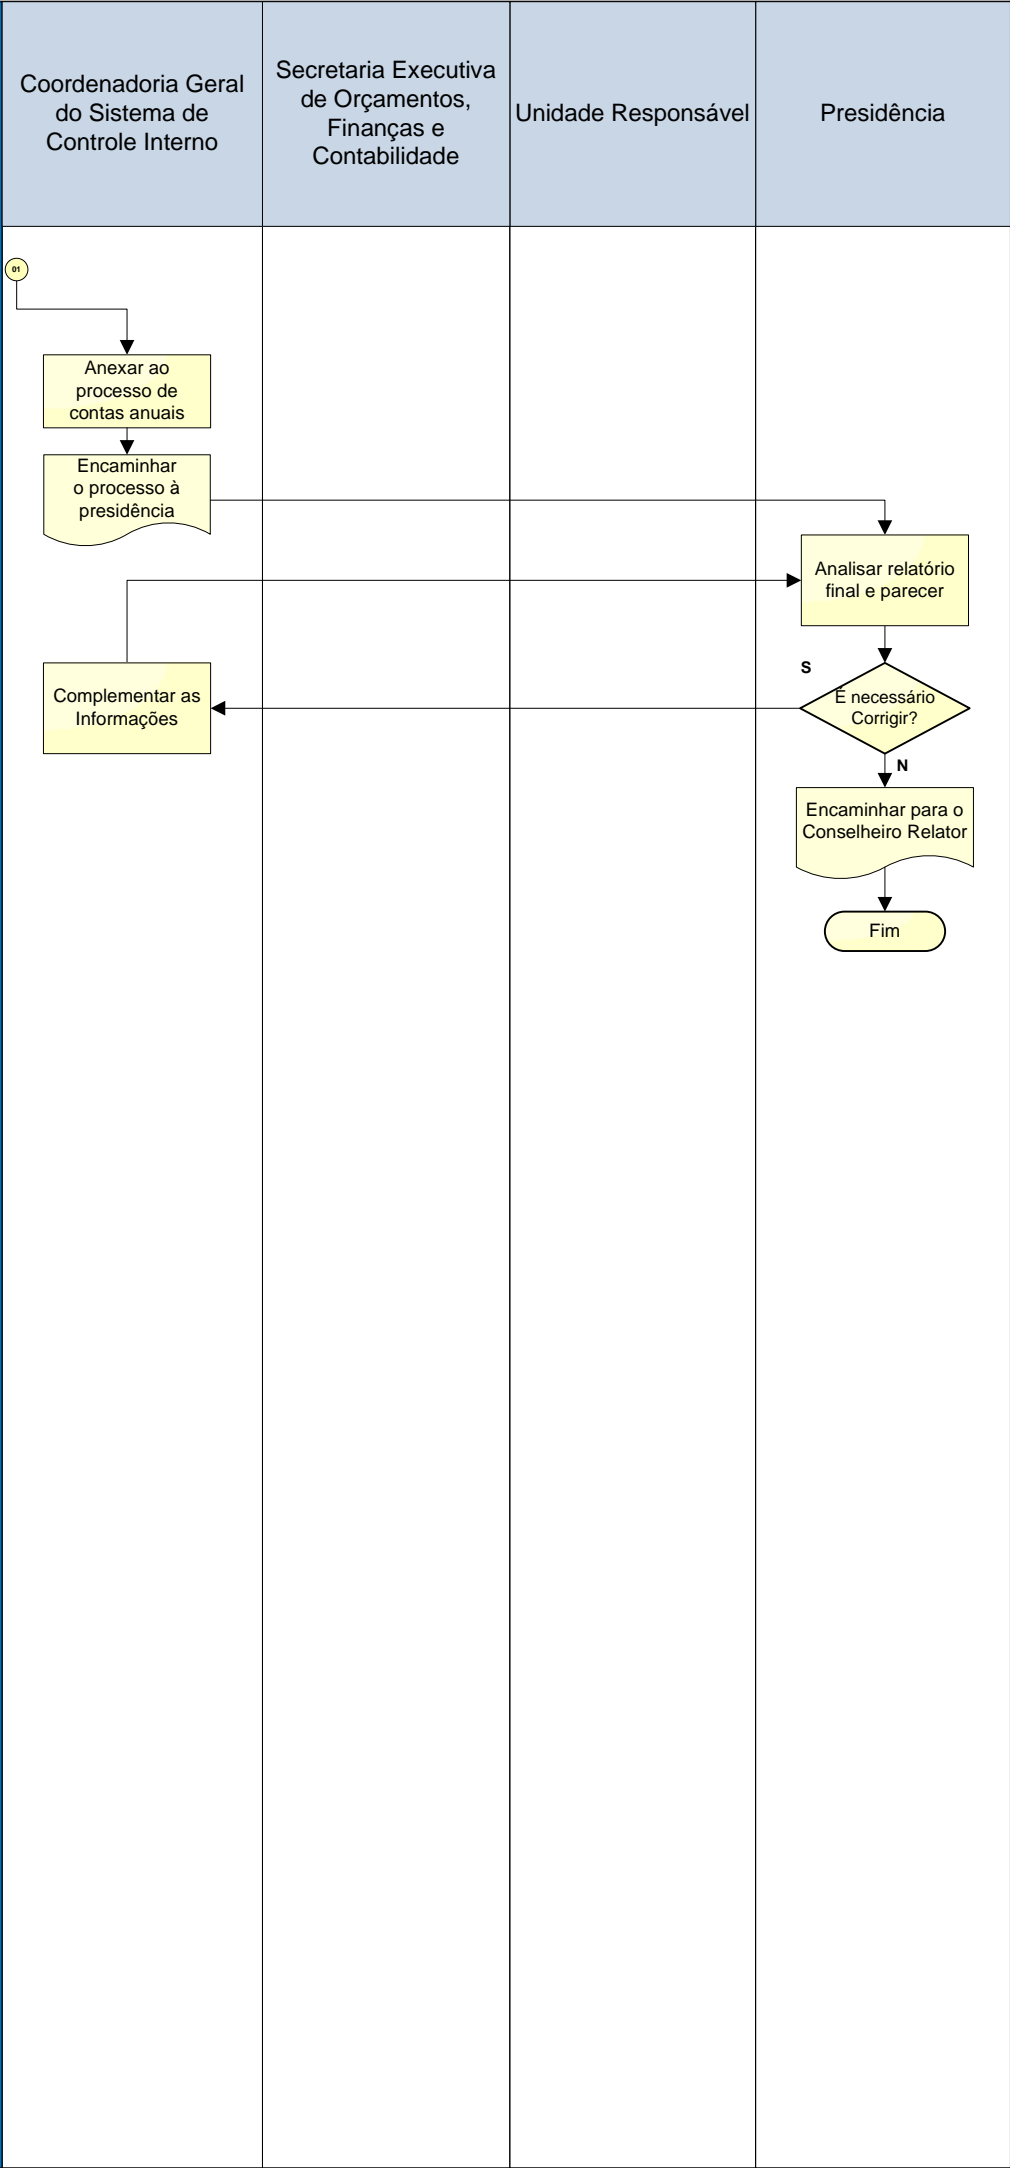 Coordenadoria Geral
do Sistema de
Controle Interno
Secretaria Executiva
de Orçamentos,
Finanças e
Contabilidade
Unidade Responsável
Presidência
01
Anexar ao
processo de
contas anuais
Encaminhar
o processo à
presidência
Analisar relatório
final e parecer
S
É necessário
Corrigir?
Complementar as
Informações
N
Encaminhar para o
Conselheiro Relator
Fim